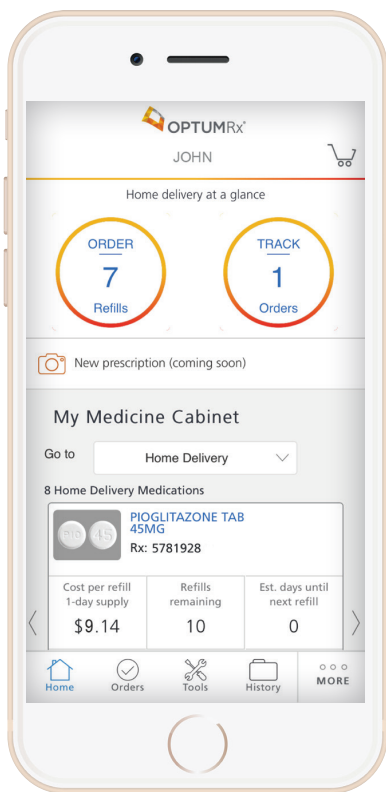 OPTUMRx®
JOHN
Home delivery at a glance
ORDER
7
Refills
TRACK
1
Orders
New prescription (coming soon)
My Medicine Cabinet
Go to
Home Delivery
8 Home Delivery Medications
PIO 45
PIOGLITAZONE TAB
45MG
Rx: 5781928
Cost per refill
1-day supply
$9.14
Refills
remaining
10
Est. days until
next refill
0
Home
Orders
Tools
History
MORE